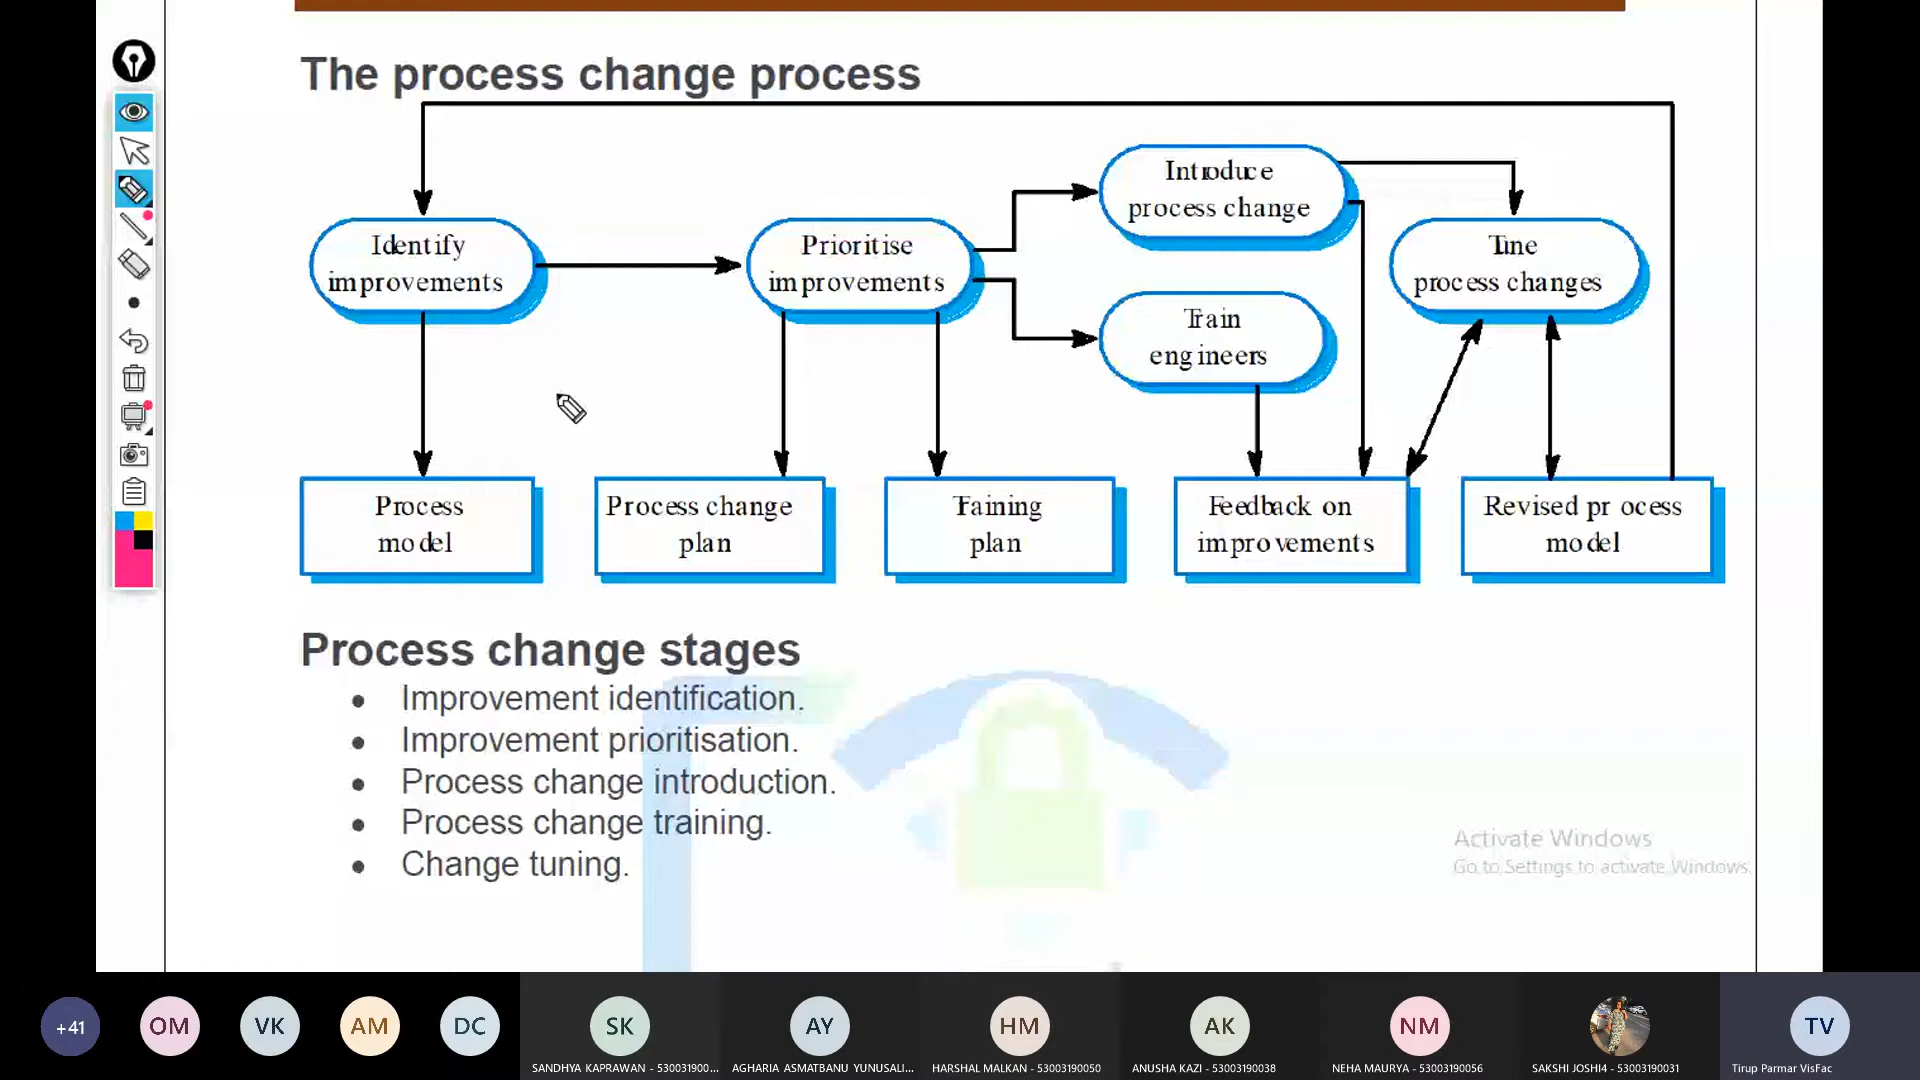 The process change process
Introduce
process change
Identify
improvements
Prioritise
improvements
Tune
process changes
Train
engineers
Process
model
Process change
plan
Training
plan
Feedback on
improvements
Revised pr ocess
model
Process change stages
Improvement identification.
Improvement prioritisation.
Process change introduction.
Process change training.
Change tuning.
Activate Windows
Go to Settings to activate Windows.
+41
OM
VK
AM
DC
SK
AY
HM
AK
NM
TV
SANDHYA KAPRAWAN - 530031900...
AGHARIA ASMATBANU YUNUSALI...
HARSHAL MALKAN - 53003190050
ANUSHA KAZI - 53003190038
NEHA MAURYA - 53003190056
SAKSHI JOSHI4 - 53003190031
Tirup Parmar VisFac